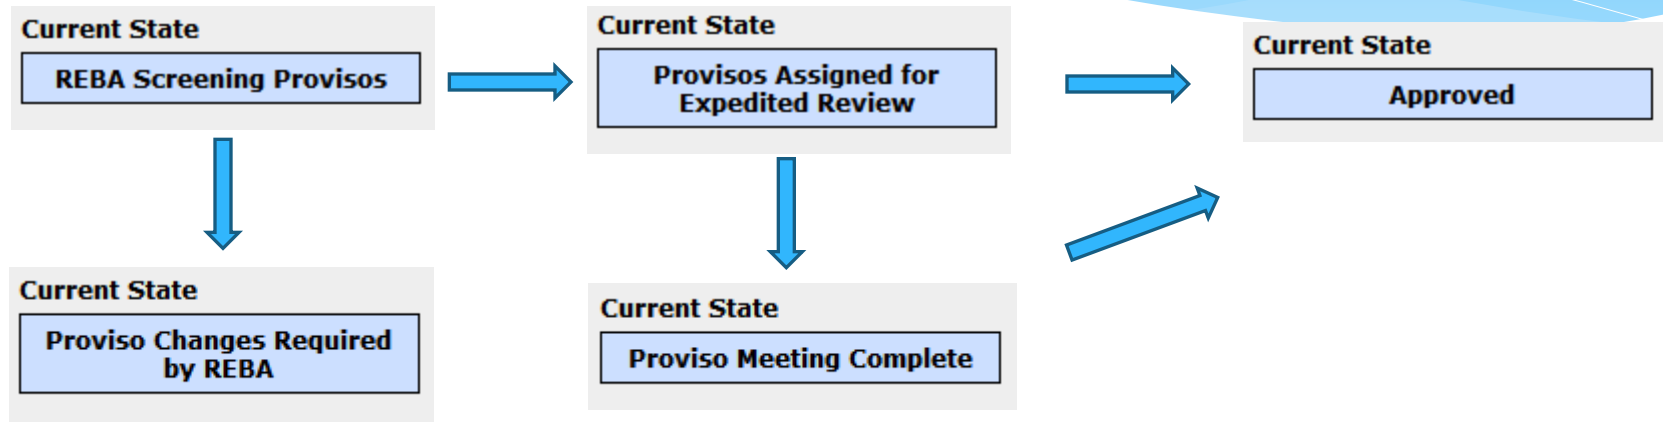 Current State
REBA Screening Provisos
Current State
Provisos Assigned for
Expedited Review
Current State
Approved
Current State
Proviso Changes Required
by REBA
Current State
Proviso Meeting Complete